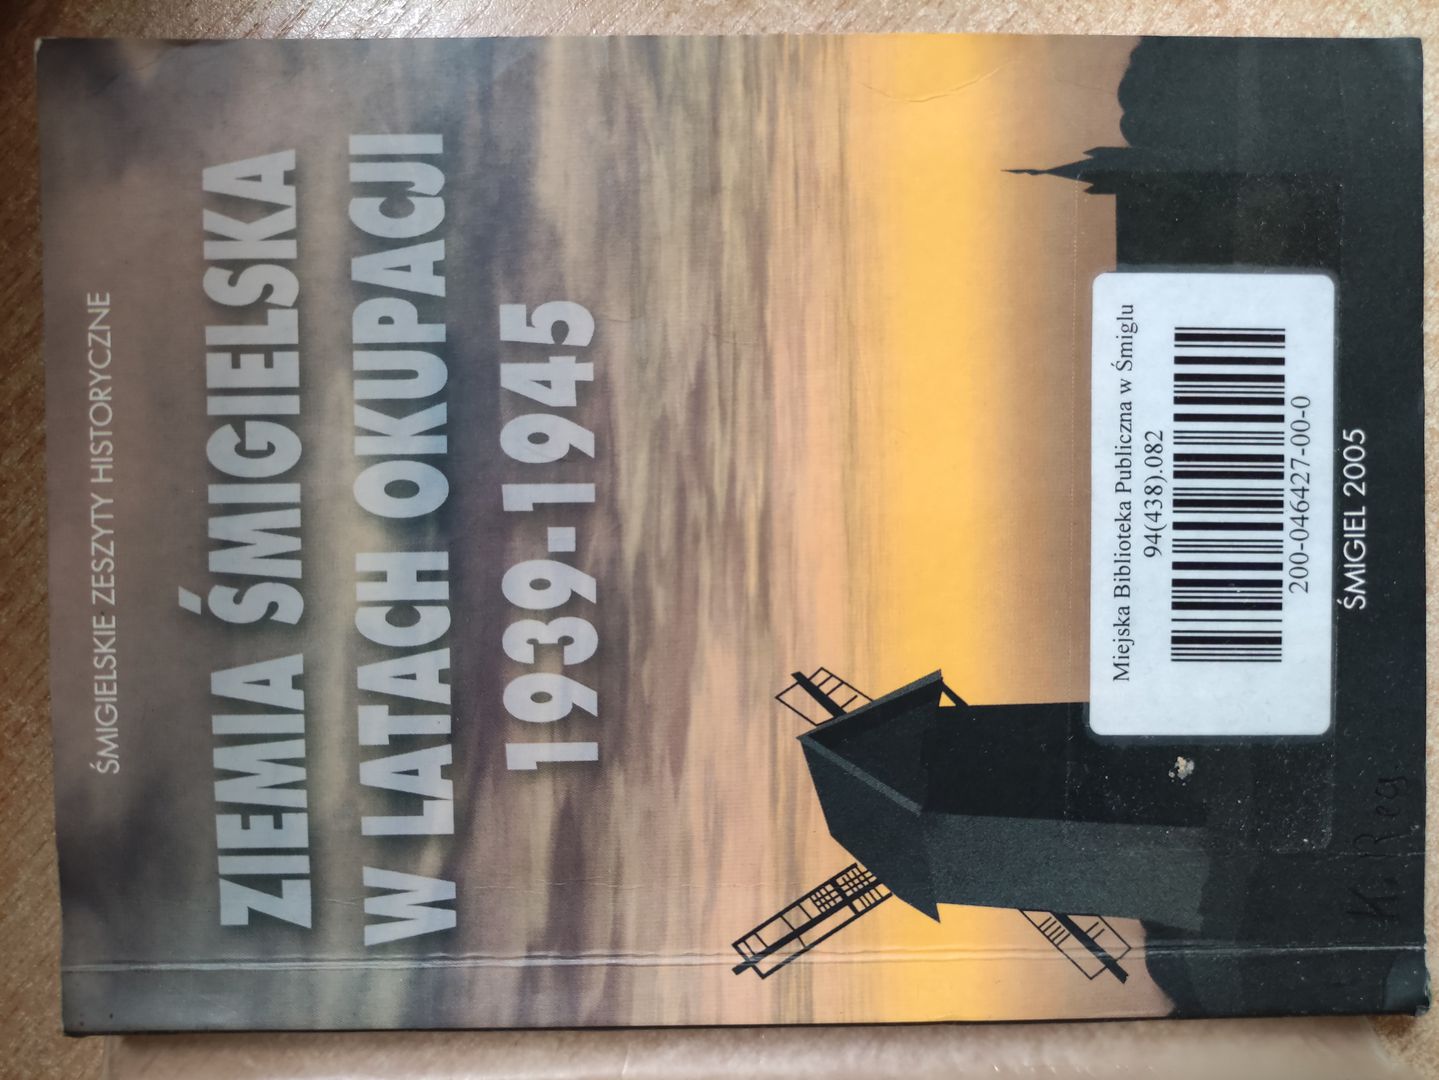 ŚMIGIELSKIE ZESZYTY HISTORYCZNE
ZIEMIA ŚMIGIELSKA
W LATACH OKUPACJI
1939-1945
Miejska Biblioteka Publiczna w Śmiglu
94(438).082
200-046427-00-0
ŚMIGIEL 2005
K. Reg.